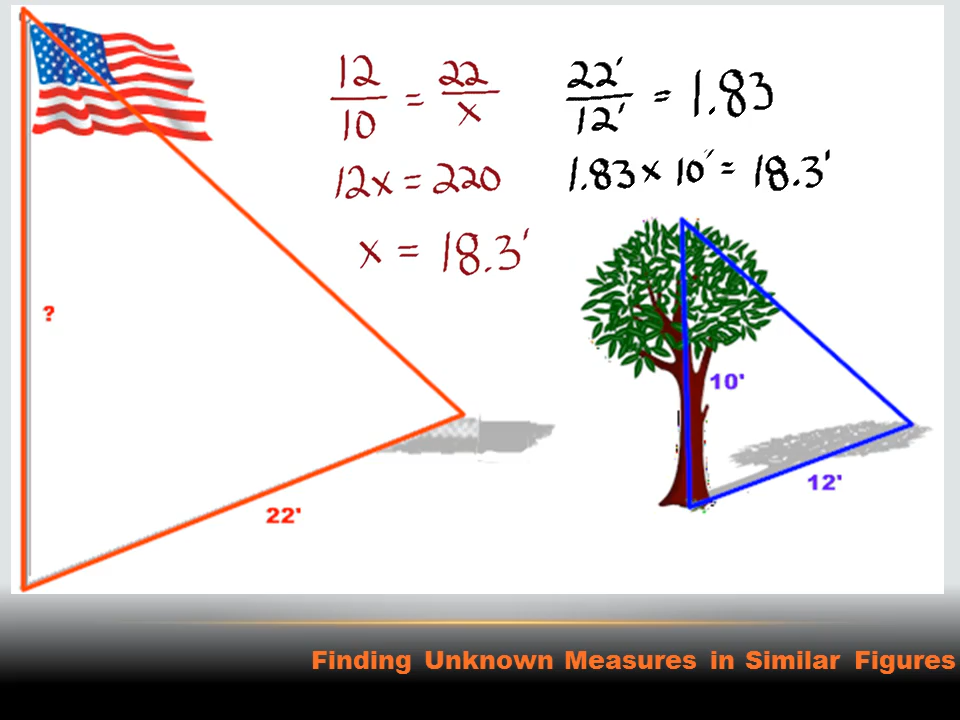 12/10 = 22/x
12x = 220
x = 18.3'
22'/12' = 1.83
1.83 x 10' = 18.3'
?
22'
10'
12'
Finding Unknown Measures in Similar Figures